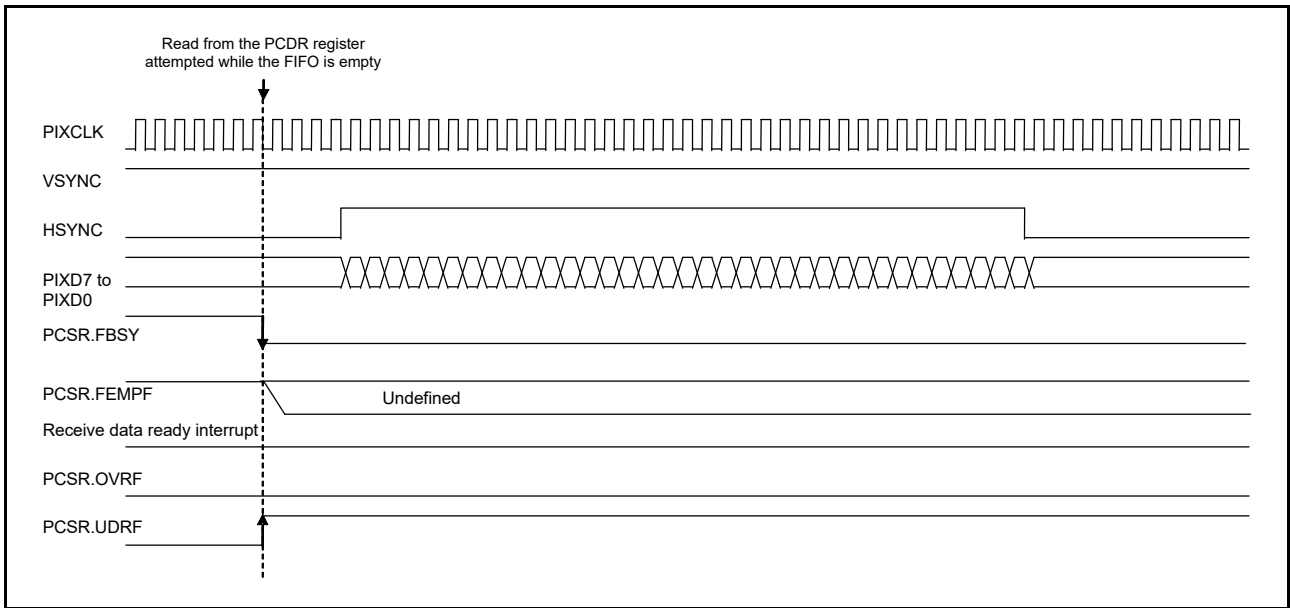 Read from the PCDR register
attempted while the FIFO is empty
PIXCLK
VSYNC
HSYNC
PIXD7 to
PIXD0
PCSR.FBSY
PCSR.FEMPF
Undefined
Receive data ready interrupt
PCSR.OVRF
PCSR.UDRF